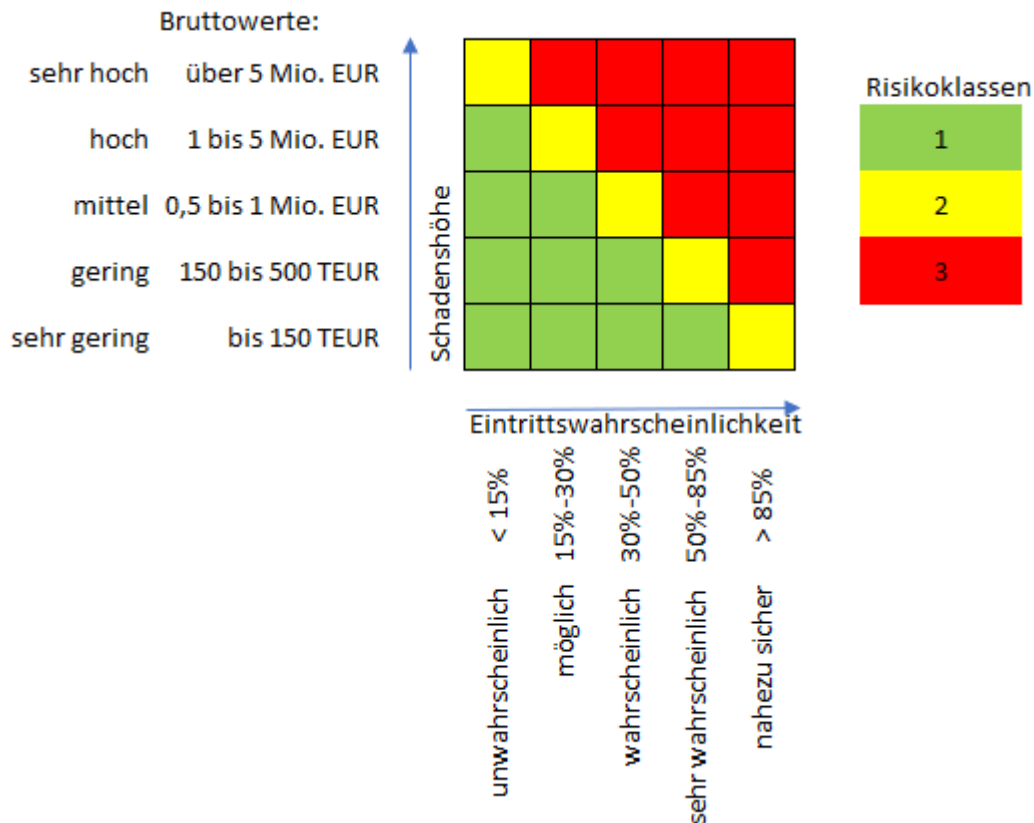 Bruttowerte:
sehr hoch über 5 Mio. EUR
hoch 1 bis 5 Mio. EUR
mittel 0,5 bis 1 Mio. EUR
gering 150 bis 500 TEUR
sehr gering bis 150 TEUR
Schadenshöhe
Risikoklassen
1
2
3
Eintrittswahrscheinlichkeit
< 15%
15%-30%
30%-50%
50%-85%
> 85%
unwahrscheinlich
möglich
wahrscheinlich
sehr wahrscheinlich
nahezu sicher